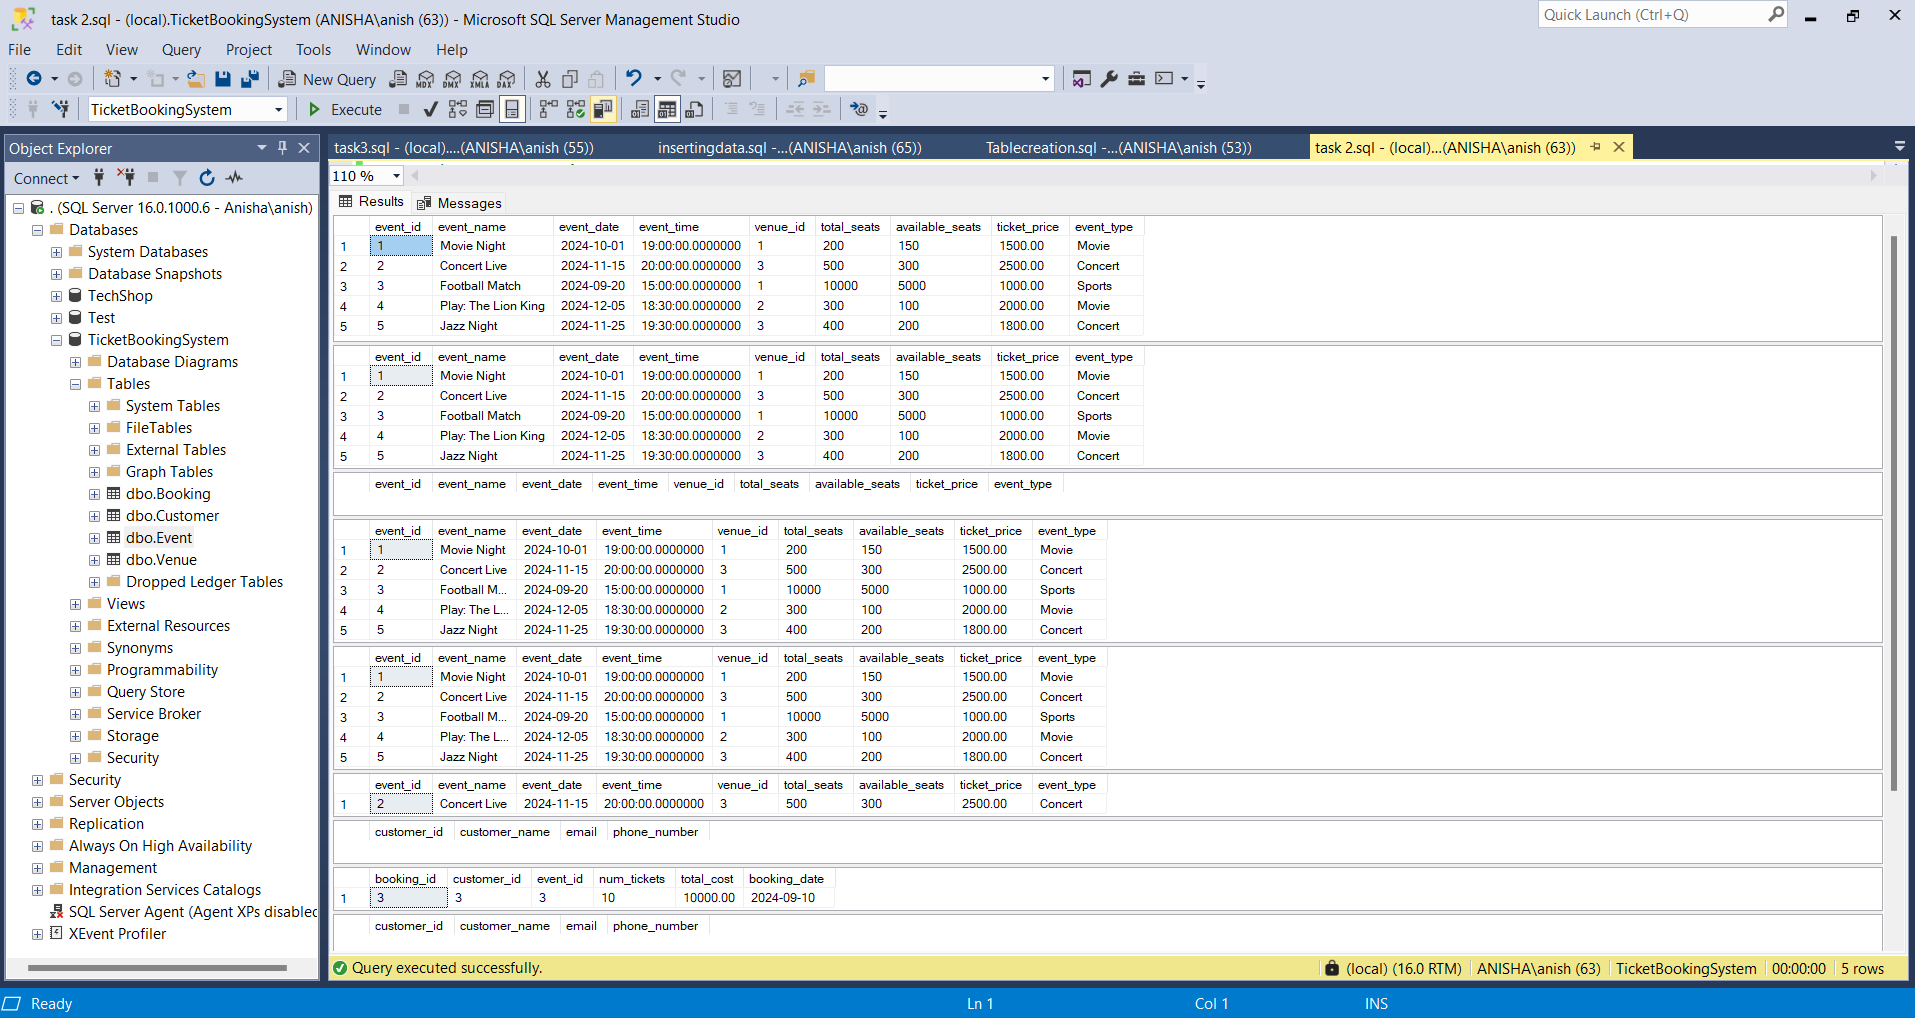 task 2.sql - (local).TicketBookingSystem (ANISHA\anish (63)) - Microsoft SQL Server Management Studio
Quick Launch (Ctrl+Q)
File Edit View Query Project Tools Window Help
New Query MDX DMX XMLA DAX
TicketBookingSystem Execute
Object Explorer
Connect
. (SQL Server 16.0.1000.6 - Anisha\anish)
Databases
System Databases
Database Snapshots
TechShop
Test
TicketBookingSystem
Database Diagrams
Tables
System Tables
FileTables
External Tables
Graph Tables
dbo.Booking
dbo.Customer
dbo.Event
dbo.Venue
Dropped Ledger Tables
Views
External Resources
Synonyms
Programmability
Query Store
Service Broker
Storage
Security
Security
Server Objects
Replication
Always On High Availability
Management
Integration Services Catalogs
SQL Server Agent (Agent XPs disabled
XEvent Profiler
task3.sql - (local)....(ANISHA\anish (55)) insertingdata.sql -...(ANISHA\anish (65)) Tablecreation.sql -...(ANISHA\anish (53)) task 2.sql - (local)...(ANISHA\anish (63))
110 %
Results Messages
event_id event_name event_date event_time venue_id total_seats available_seats ticket_price event_type
1 1 Movie Night 2024-10-01 19:00:00.0000000 1 200 150 1500.00 Movie
2 2 Concert Live 2024-11-15 20:00:00.0000000 3 500 300 2500.00 Concert
3 3 Football Match 2024-09-20 15:00:00.0000000 1 10000 5000 1000.00 Sports
4 4 Play: The Lion King 2024-12-05 18:30:00.0000000 2 300 100 2000.00 Movie
5 5 Jazz Night 2024-11-25 19:30:00.0000000 3 400 200 1800.00 Concert
event_id event_name event_date event_time venue_id total_seats available_seats ticket_price event_type
1 1 Movie Night 2024-10-01 19:00:00.0000000 1 200 150 1500.00 Movie
2 2 Concert Live 2024-11-15 20:00:00.0000000 3 500 300 2500.00 Concert
3 3 Football Match 2024-09-20 15:00:00.0000000 1 10000 5000 1000.00 Sports
4 4 Play: The Lion King 2024-12-05 18:30:00.0000000 2 300 100 2000.00 Movie
5 5 Jazz Night 2024-11-25 19:30:00.0000000 3 400 200 1800.00 Concert
event_id event_name event_date event_time venue_id total_seats available_seats ticket_price event_type
event_id event_name event_date event_time venue_id total_seats available_seats ticket_price event_type
1 1 Movie Night 2024-10-01 19:00:00.0000000 1 200 150 1500.00 Movie
2 2 Concert Live 2024-11-15 20:00:00.0000000 3 500 300 2500.00 Concert
3 3 Football M... 2024-09-20 15:00:00.0000000 1 10000 5000 1000.00 Sports
4 4 Play: The L... 2024-12-05 18:30:00.0000000 2 300 100 2000.00 Movie
5 5 Jazz Night 2024-11-25 19:30:00.0000000 3 400 200 1800.00 Concert
event_id event_name event_date event_time venue_id total_seats available_seats ticket_price event_type
1 1 Movie Night 2024-10-01 19:00:00.0000000 1 200 150 1500.00 Movie
2 2 Concert Live 2024-11-15 20:00:00.0000000 3 500 300 2500.00 Concert
3 3 Football M... 2024-09-20 15:00:00.0000000 1 10000 5000 1000.00 Sports
4 4 Play: The L... 2024-12-05 18:30:00.0000000 2 300 100 2000.00 Movie
5 5 Jazz Night 2024-11-25 19:30:00.0000000 3 400 200 1800.00 Concert
event_id event_name event_date event_time venue_id total_seats available_seats ticket_price event_type
1 2 Concert Live 2024-11-15 20:00:00.0000000 3 500 300 2500.00 Concert
customer_id customer_name email phone_number
booking_id customer_id event_id num_tickets total_cost booking_date
1 3 3 3 10 10000.00 2024-09-10
customer_id customer_name email phone_number
Query executed successfully. (local) (16.0 RTM) ANISHA\anish (63) TicketBookingSystem 00:00:00 5 rows
Ready Ln 1 Col 1 INS